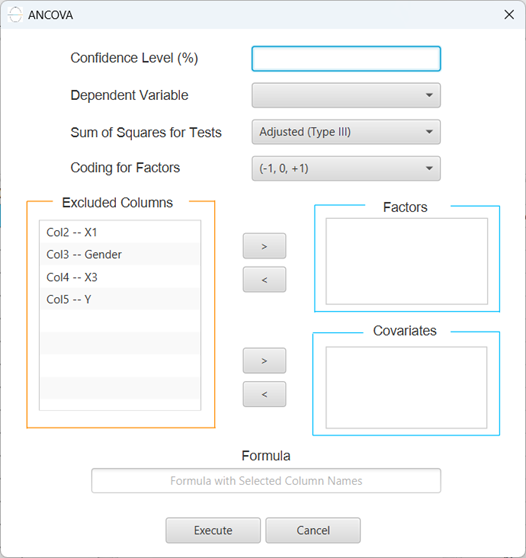 ANCOVA
Confidence Level (%)
Dependent Variable
Sum of Squares for Tests
Adjusted (Type III)
Coding for Factors
(-1, 0, +1)
Excluded Columns
Col2 -- X1
Col3 -- Gender
Col4 -- X3
Col5 -- Y
>
<
Factors
>
<
Covariates
Formula
Formula with Selected Column Names
Execute
Cancel